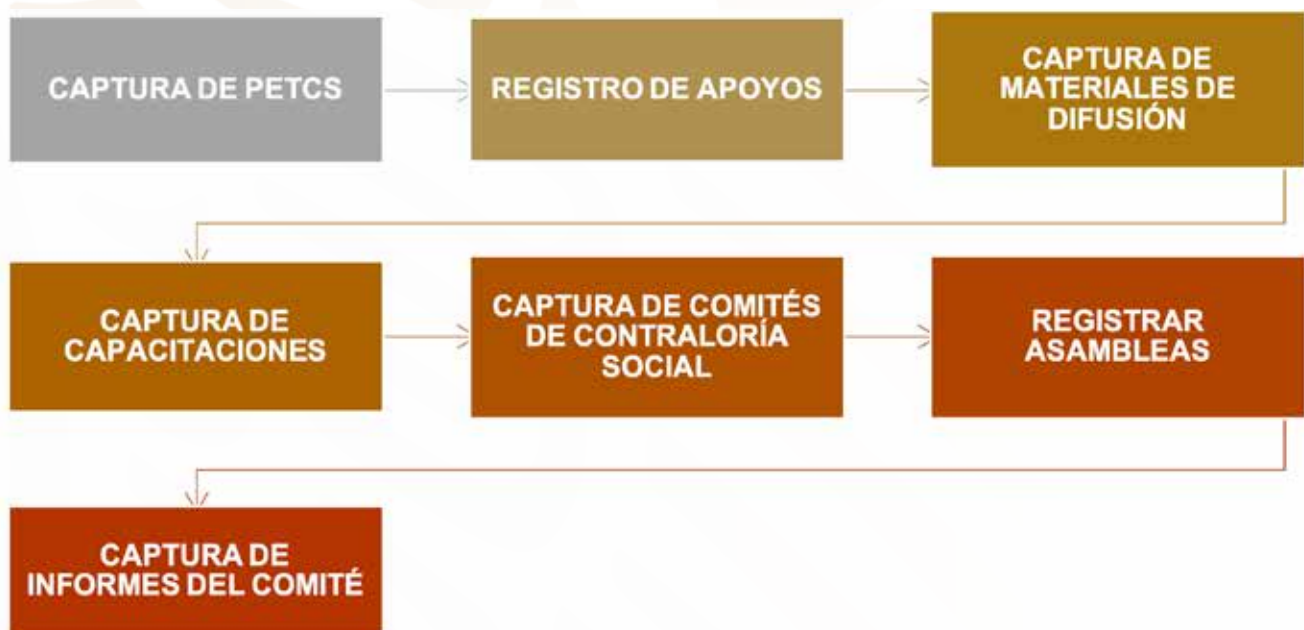 CAPTURA DE PETCS
REGISTRO DE APOYOS
CAPTURA DE
MATERIALES DE
DIFUSIÓN
CAPTURA DE
CAPACITACIONES
CAPTURA DE COMITÉS
DE CONTRALORÍA
SOCIAL
REGISTRAR
ASAMBLEAS
CAPTURA DE
INFORMES DEL COMITÉ